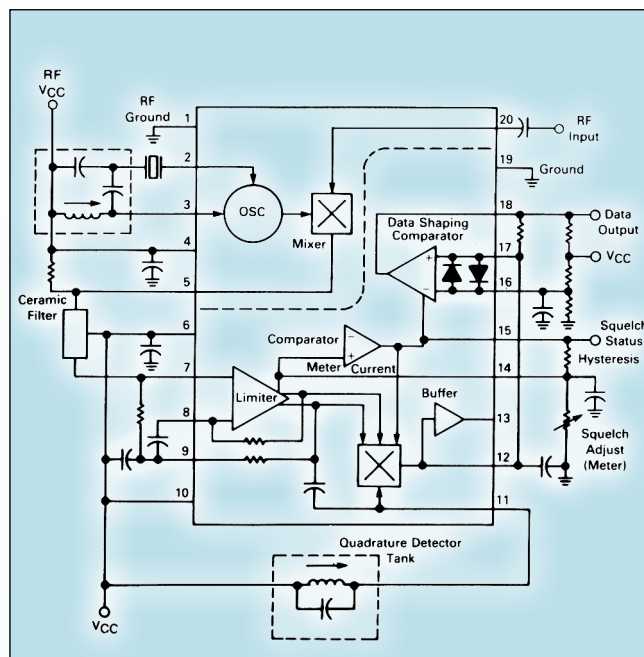 RF
VCC
RF
Ground
1
2
3
4
5
6
7
8
9
10
OSC
Mixer
Ceramic
Filter
20
RF
Input
19
Ground
18
Data
Output
Data Shaping
Comparator
17
VCC
16
+
-
15
Squelch
Status
Hysteresis
Comparator
-
+
Meter Current
14
Limiter
Buffer
13
Squelch
Adjust
(Meter)
12
11
Quadrature Detector
Tank
VCC